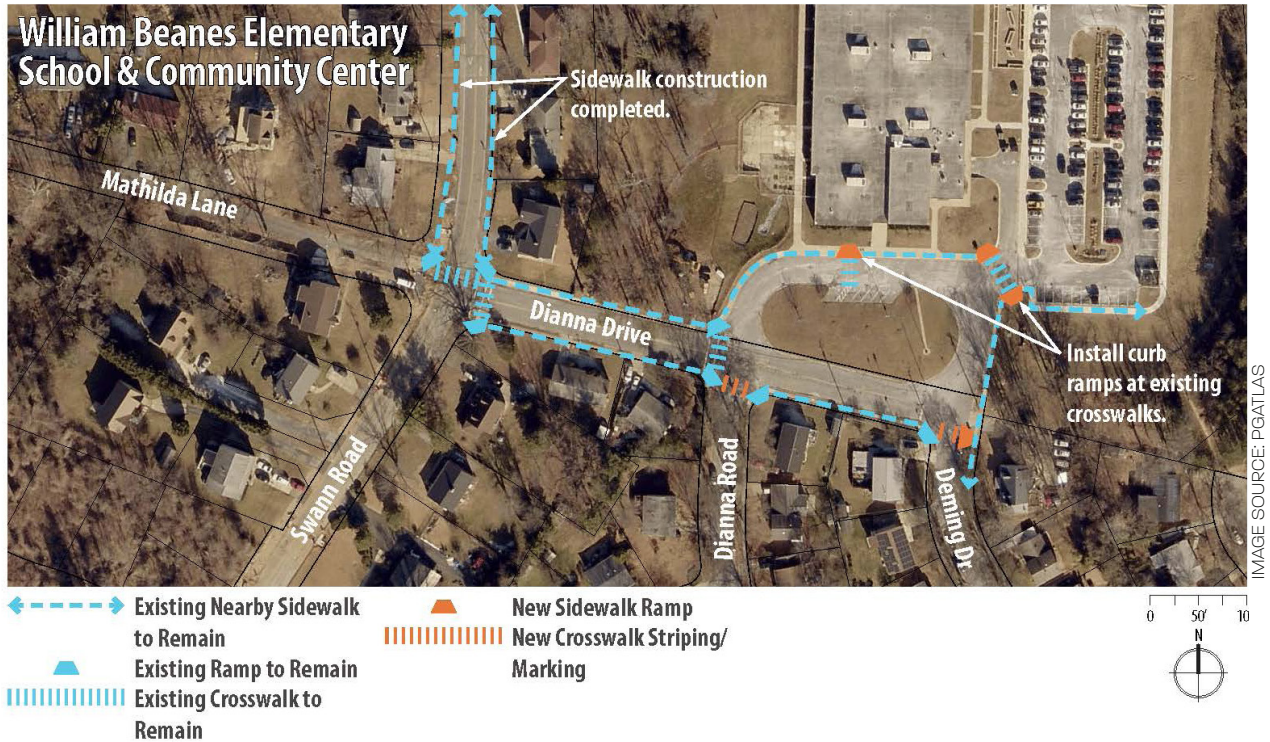 William Beanes Elementary
School & Community Center
Sidewalk construction
completed.
Mathilda Lane
Dianna Drive
Install curb
ramps at existing
crosswalks.
Swann Road
Dianna Road
Deming Dr
IMAGE SOURCE: PGATLAS
Existing Nearby Sidewalk
to Remain
Existing Ramp to Remain
Existing Crosswalk to
Remain
New Sidewalk Ramp
New Crosswalk Striping/
Marking
0 50' 10
N